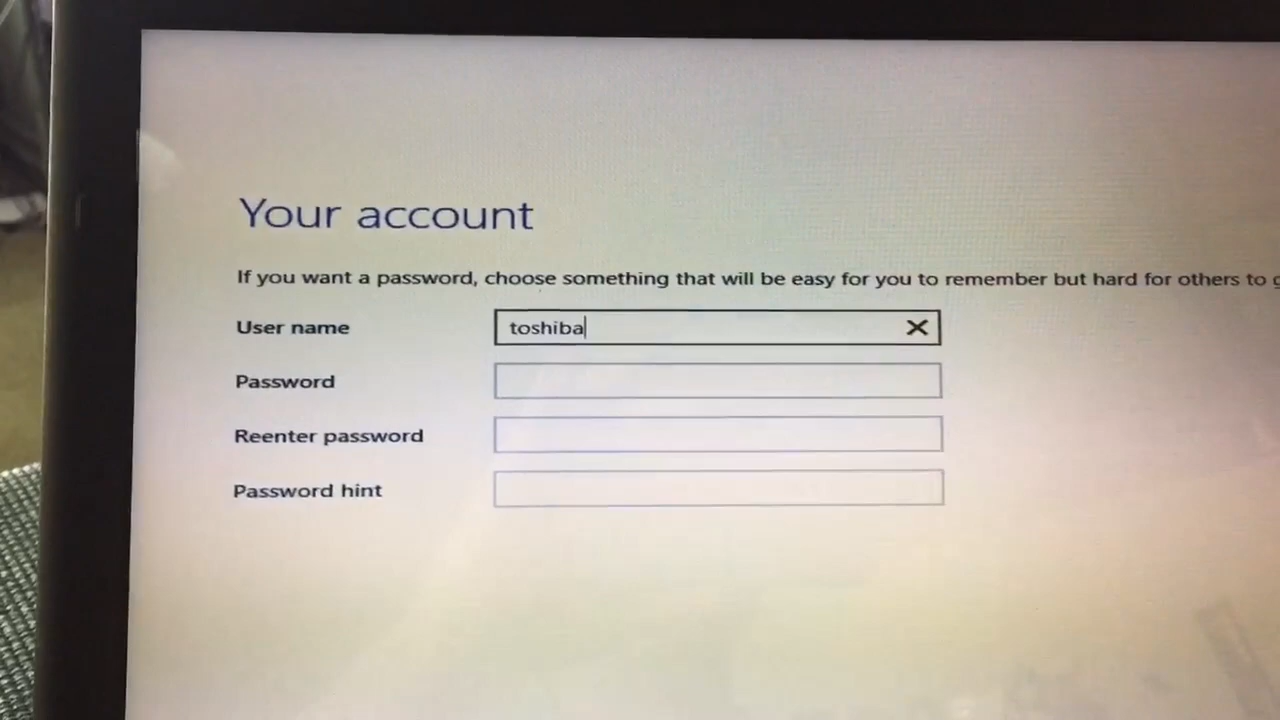 Your account
If you want a password, choose something that will be easy for you to remember but hard for others to
User name toshiba
Password
Reenter password
Password hint